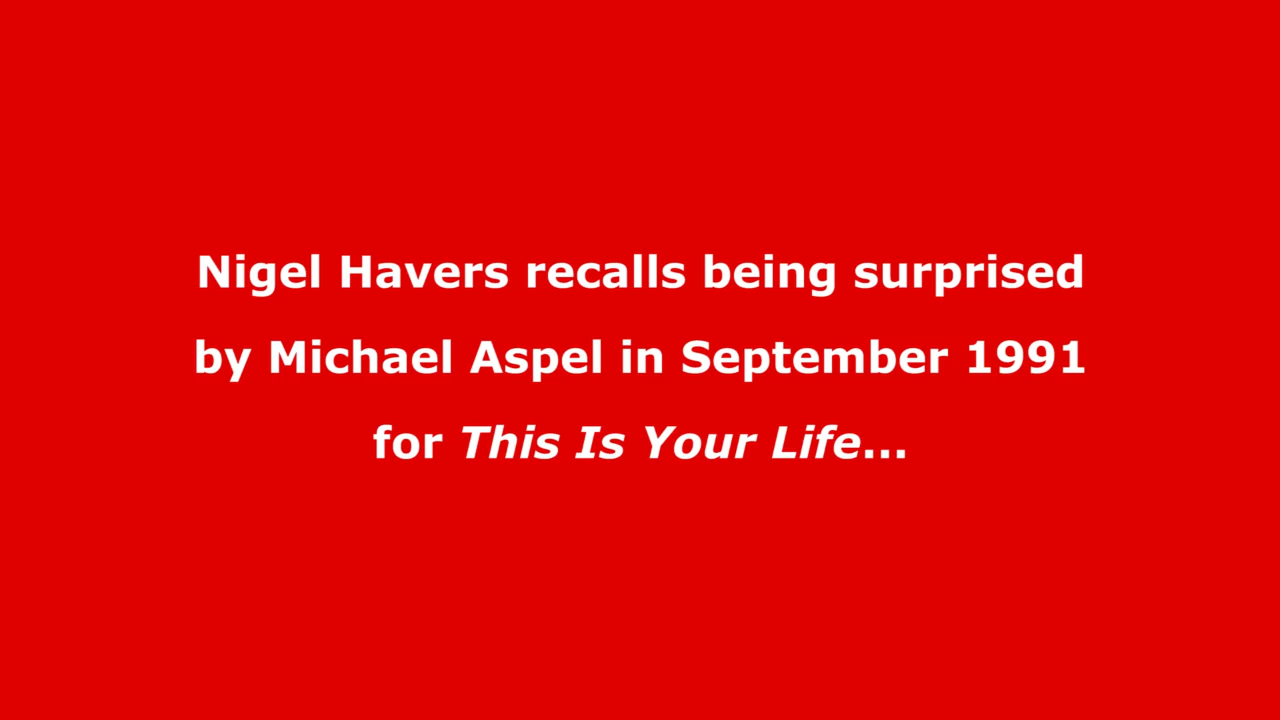 Nigel Havers recalls being surprised
by Michael Aspel in September 1991
for This Is Your Life...